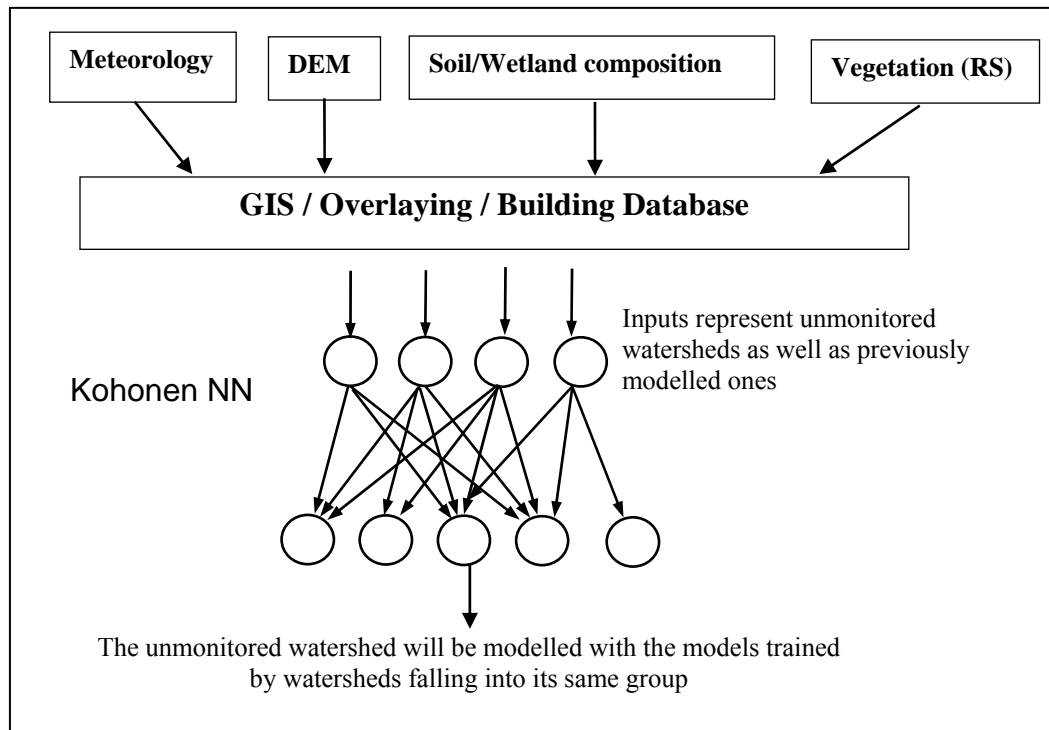 Meteorology
DEM
Soil/Wetland composition
Vegetation (RS)
GIS / Overlaying / Building Database
Inputs represent unmonitored
watersheds as well as previously
modelled ones
Kohonen NN
The unmonitored watershed will be modelled with the models trained
by watersheds falling into its same group